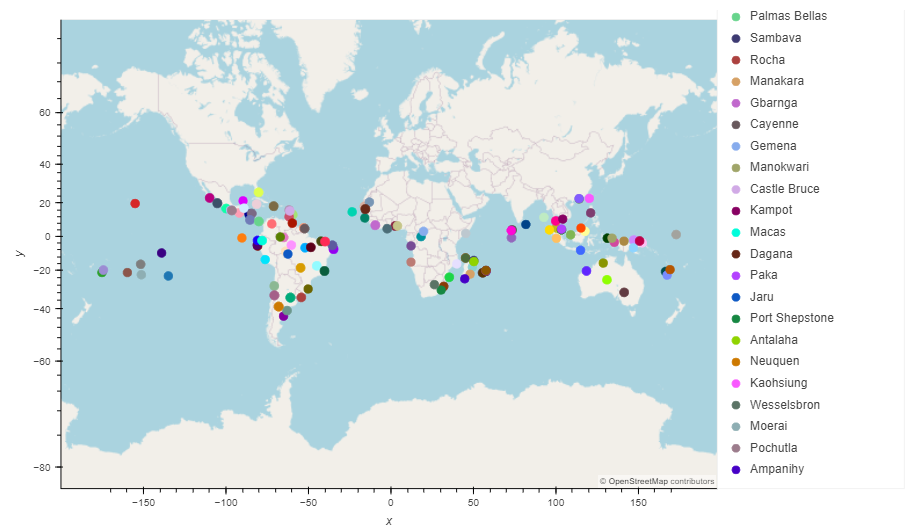 Palmas Bellas
Sambava
Rocha
Manakara
Gbarnga
Cayenne
Gemena
Manokwari
Castle Bruce
Kampot
Macas
Dagana
Paka
Jaru
Port Shepstone
Antalaha
Neuquen
Kaohsiung
Wesselsbron
Moerai
Pochutla
Ampanihy
60
40
20
0
−20
−40
−60
−80
y
© OpenStreetMap contributors
−150
−100
−50
0
50
100
150
x